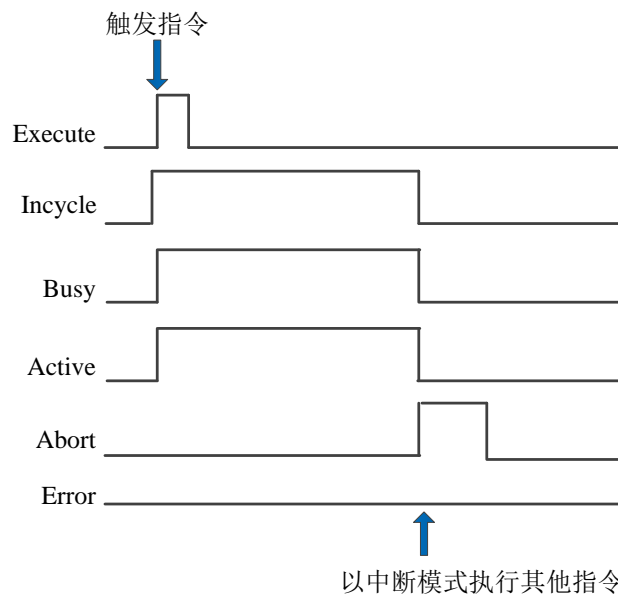 触发指令
Execute
Incycle
Busy
Active
Abort
Error
以中断模式执行其他指令